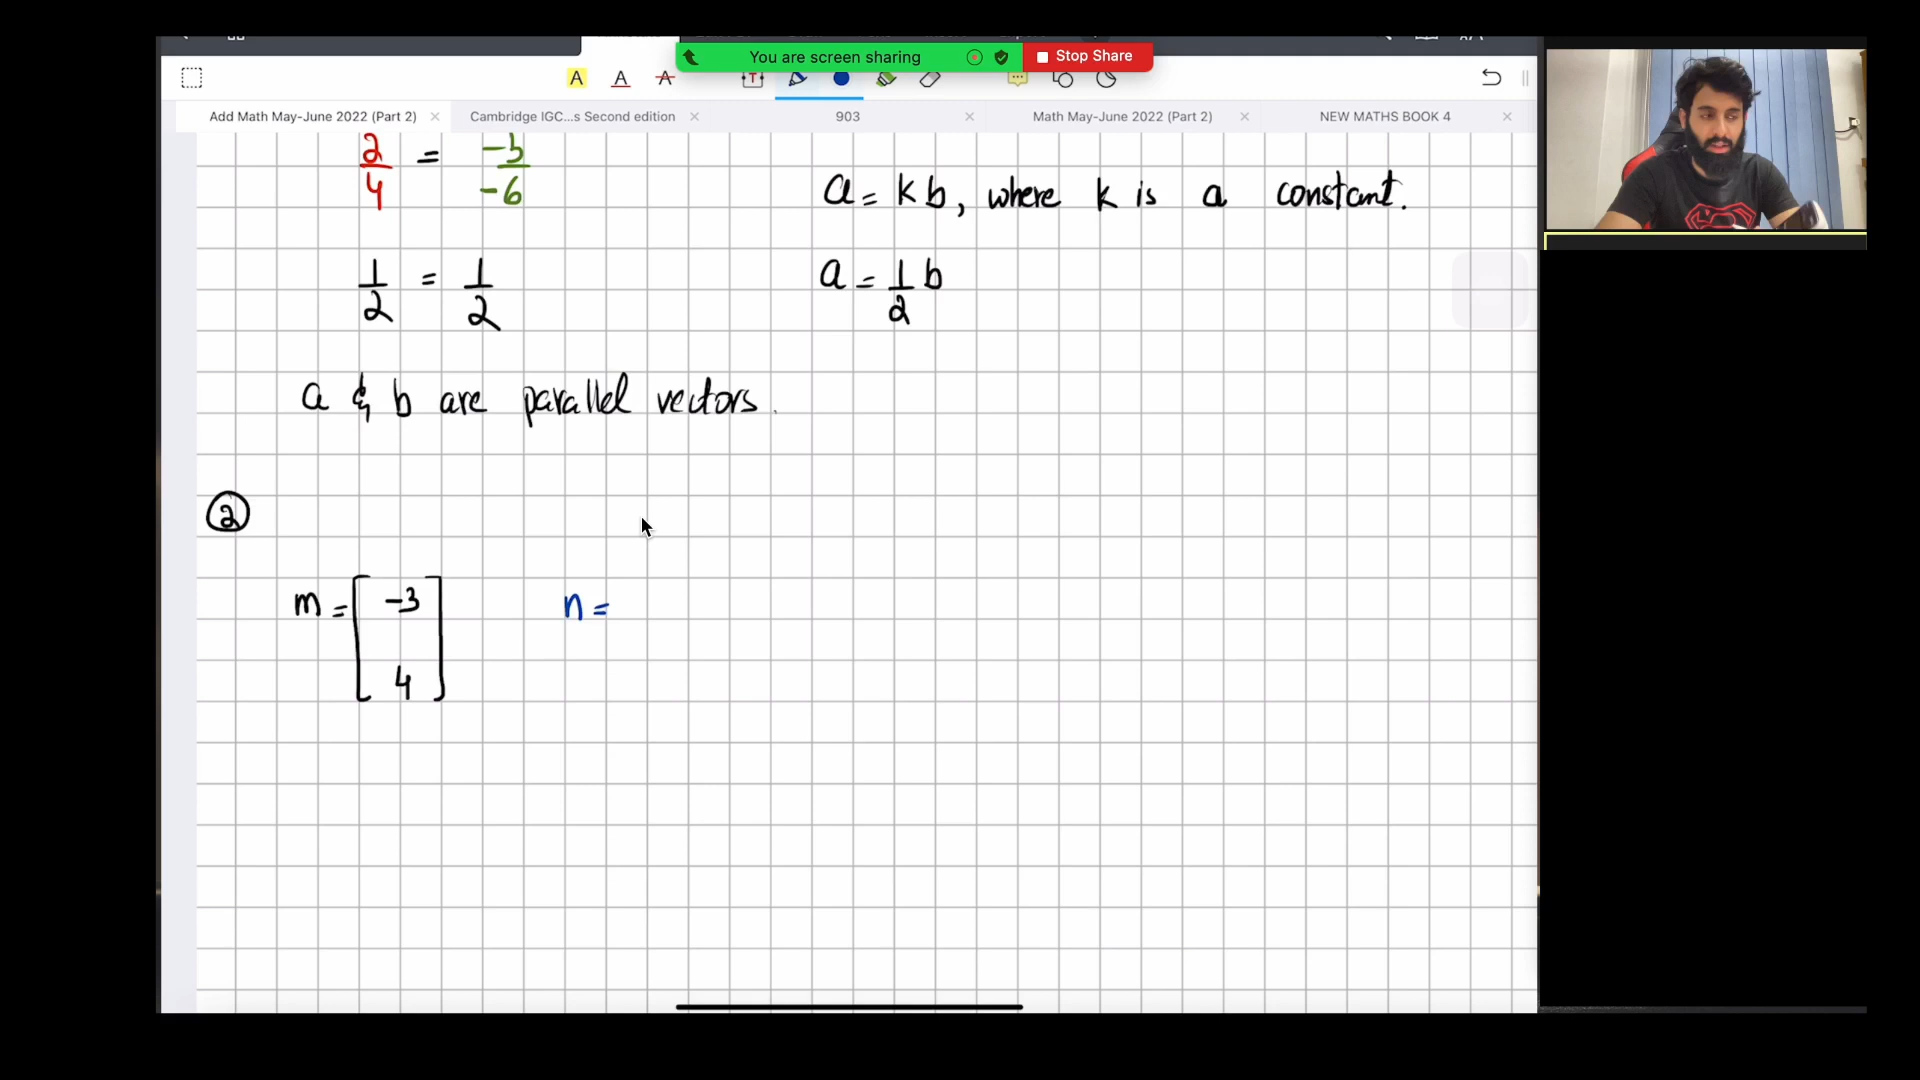 You are screen sharing
Stop Share
A A A T
Add Math May-June 2022 (Part 2) × Cambridge IGC...s Second edition × 903 × Math May-June 2022 (Part 2) × NEW MATHS BOOK 4 ×
2/4 = -3/-6
a = k b, where k is a constant.
1/2 = 1/2
a = 1/2 b
a & b are parallel vectors.
②
m = [ -3
4 ]
n =